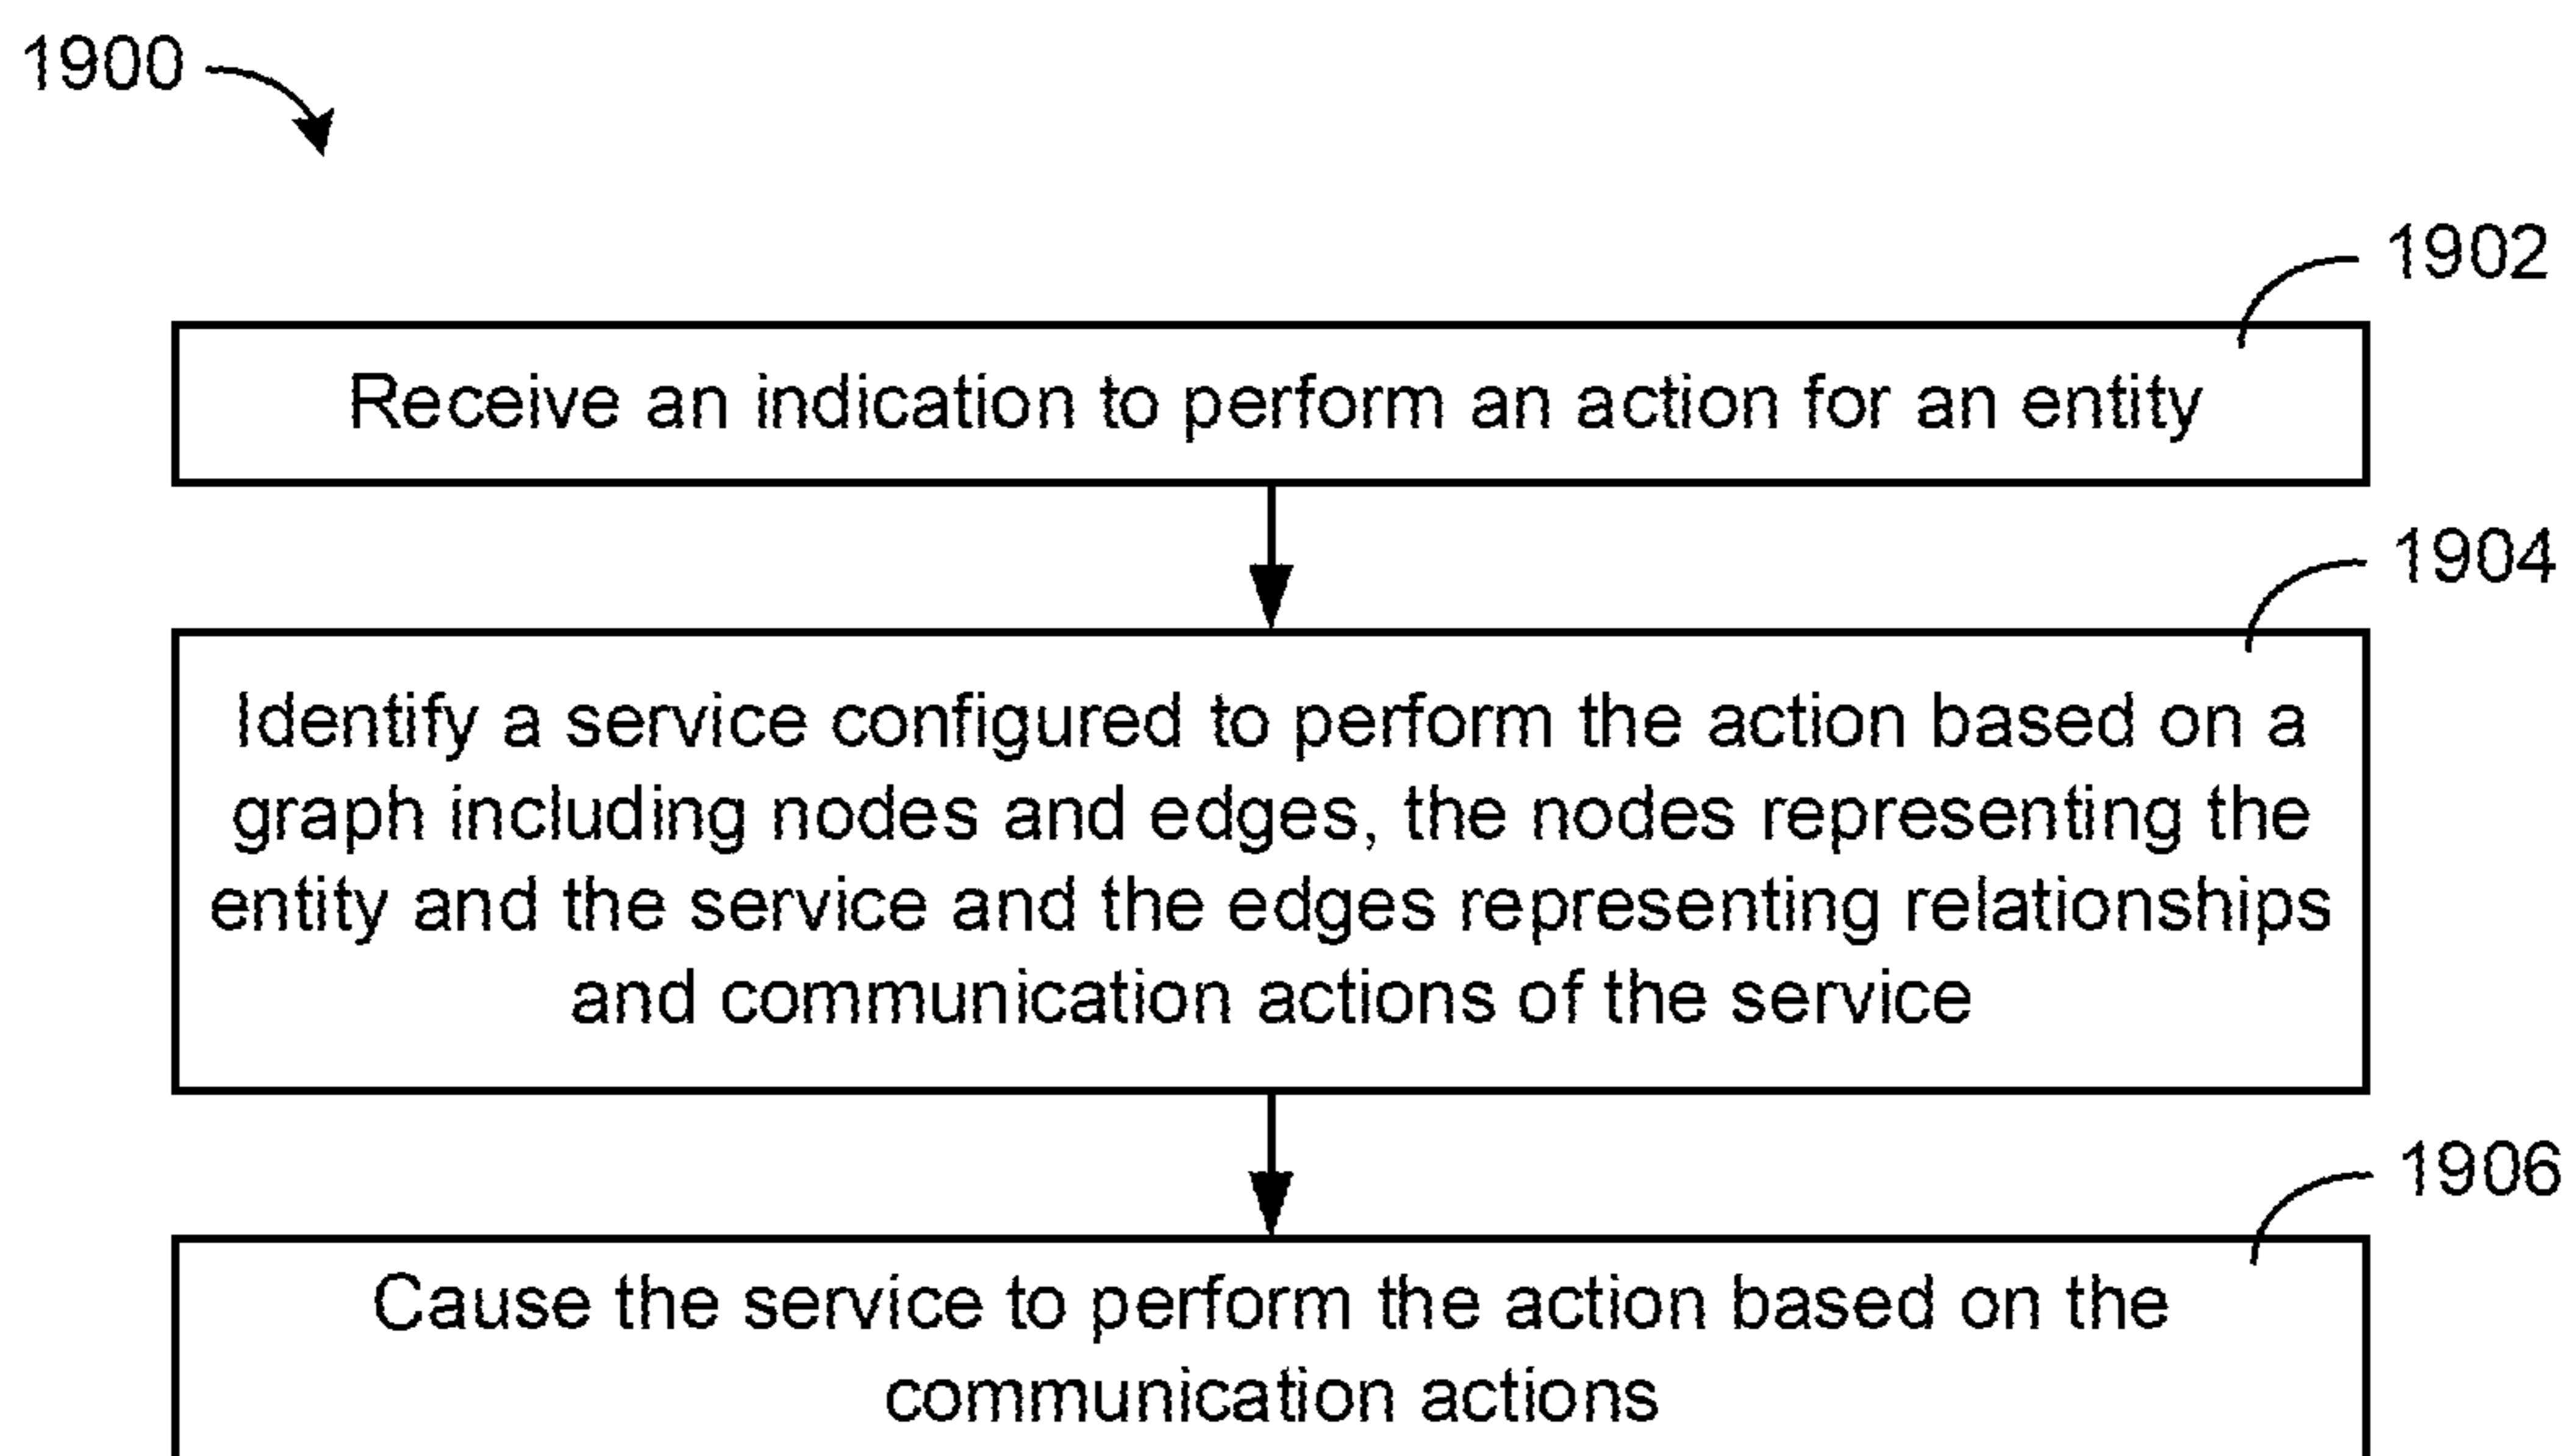 1900
1902
Receive an indication to perform an action for an entity
1904
Identify a service configured to perform the action based on a
graph including nodes and edges, the nodes representing the
entity and the service and the edges representing relationships
and communication actions of the service
1906
Cause the service to perform the action based on the
communication actions